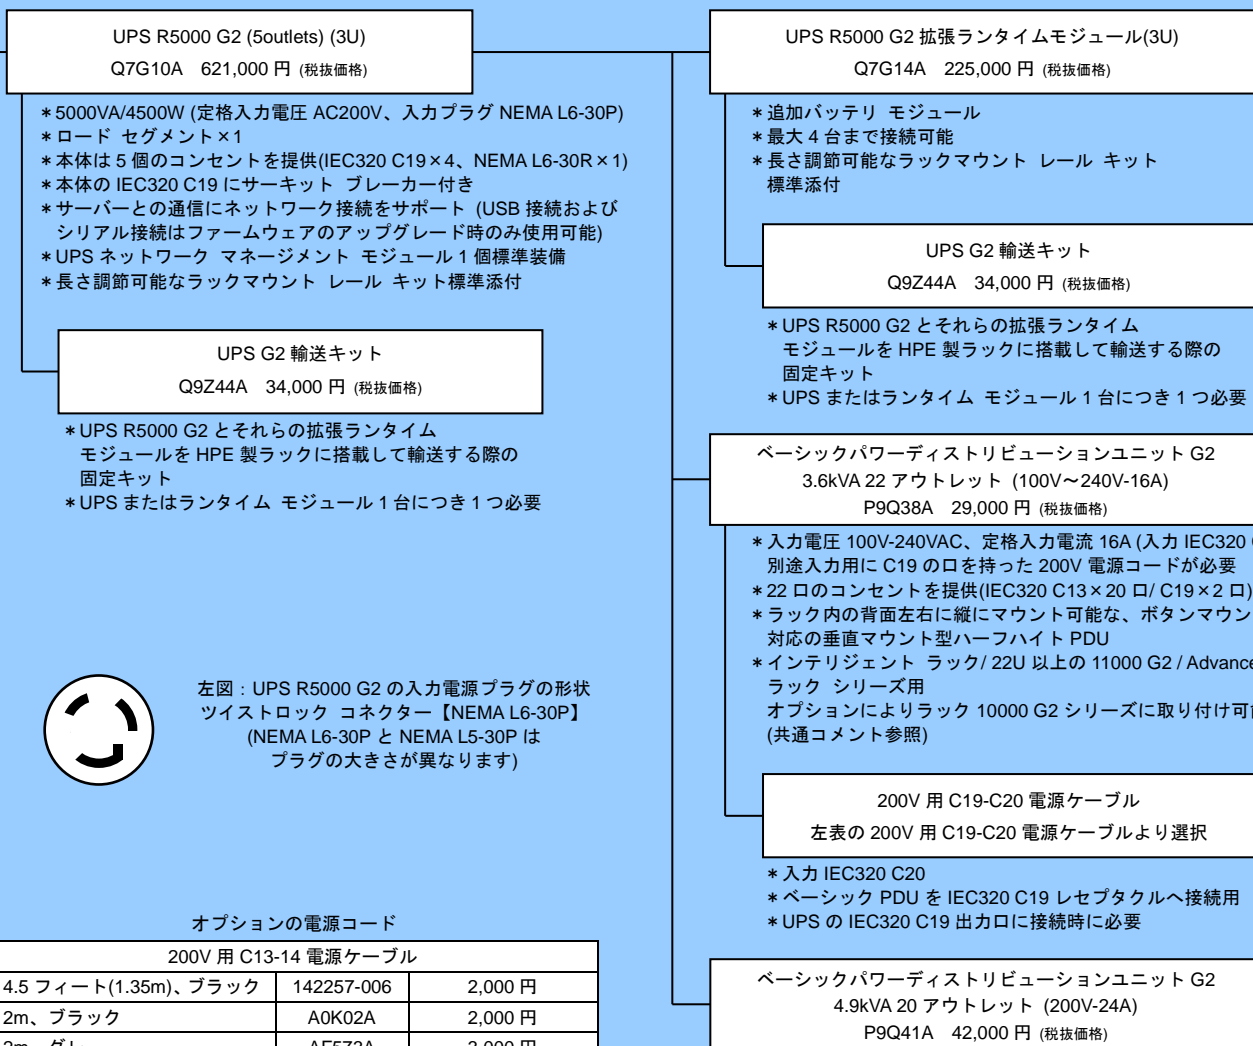 UPS R5000 G2 (5outlets) (3U)
Q7G10A 621,000 円 (税抜価格)
＊5000VA/4500W (定格入力電圧 AC200V、入力プラグ NEMA L6-30P)
＊ロード セグメント×1
＊本体は 5 個のコンセントを提供(IEC320 C19×4、NEMA L6-30R×1)
＊本体の IEC320 C19 にサーキット ブレーカー付き
＊サーバーとの通信にネットワーク接続をサポート (USB 接続および
シリアル接続はファームウェアのアップグレード時のみ使用可能)
＊UPS ネットワーク マネージメント モジュール 1 個標準装備
＊長さ調節可能なラックマウント レール キット標準添付
UPS G2 輸送キット
Q9Z44A 34,000 円 (税抜価格)
＊UPS R5000 G2 とそれらの拡張ランタイム
モジュールを HPE 製ラックに搭載して輸送する際の
固定キット
＊UPS またはランタイム モジュール 1 台につき 1 つ必要
左図：UPS R5000 G2 の入力電源プラグの形状
ツイストロック コネクター【NEMA L6-30P】
(NEMA L6-30P と NEMA L5-30P は
プラグの大きさが異なります)
オプションの電源コード
200V 用 C13-14 電源ケーブル
4.5 フィート(1.35m)、ブラック 142257-006 2,000 円
2m、ブラック A0K02A 2,000 円
UPS R5000 G2 拡張ランタイムモジュール(3U)
Q7G14A 225,000 円 (税抜価格)
＊追加バッテリ モジュール
＊最大 4 台まで接続可能
＊長さ調節可能なラックマウント レール キット
標準添付
UPS G2 輸送キット
Q9Z44A 34,000 円 (税抜価格)
＊UPS R5000 G2 とそれらの拡張ランタイム
モジュールを HPE 製ラックに搭載して輸送する際の
固定キット
＊UPS またはランタイム モジュール 1 台につき 1 つ必要
ベーシックパワーディストリビューションユニット G2
3.6kVA 22 アウトレット (100V～240V-16A)
P9Q38A 29,000 円 (税抜価格)
＊入力電圧 100V-240VAC、定格入力電流 16A (入力 IEC320
別途入力用に C19 の口を持った 200V 電源コードが必要
＊22 口のコンセントを提供(IEC320 C13×20 口/ C19×2 口)
＊ラック内の背面左右に縦にマウント可能な、ボタンマウン
対応の垂直マウント型ハーフハイト PDU
＊インテリジェント ラック/ 22U 以上の 11000 G2 / Advance
ラック シリーズ用
オプションによりラック 10000 G2 シリーズに取り付け可
(共通コメント参照)
200V 用 C19-C20 電源ケーブル
左表の 200V 用 C19-C20 電源ケーブルより選択
＊入力 IEC320 C20
＊ベーシック PDU を IEC320 C19 レセプタクルへ接続用
＊UPS の IEC320 C19 出力口に接続時に必要
ベーシックパワーディストリビューションユニット G2
4.9kVA 20 アウトレット (200V-24A)
P9Q41A 42,000 円 (税抜価格)